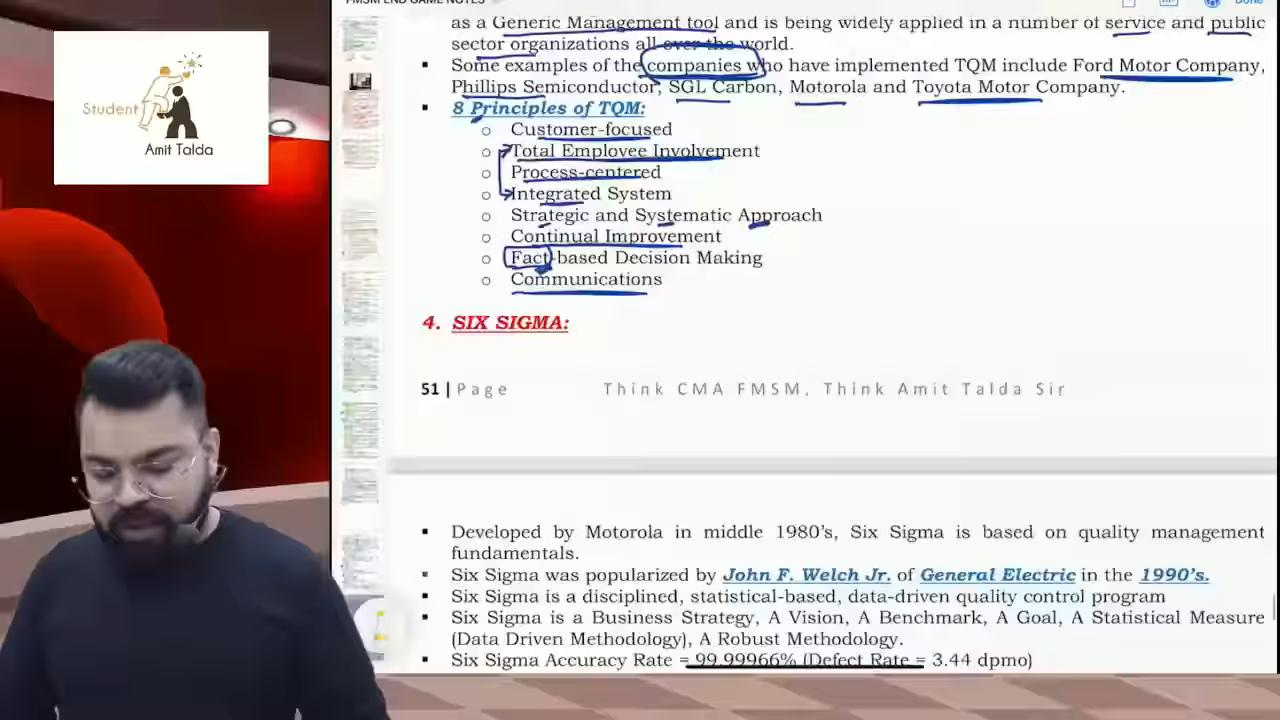 Student
Amit Talda
FMSM END GAME NOTES
Done
as a Generic Management tool and is being widely applied in a number of service and public
sector organizations all over the world.
Some examples of the companies who have implemented TQM include Ford Motor Company,
Phillips Semiconductor, SGL Carbon, Motorola and Toyota Motor Company.
8 Principles of TQM:
Customer-focused
Total Employee Involvement
Process-centered
Integrated System
Strategic and Systematic Approach
Continual Improvement
Fact-based Decision Making
Communications
4. SIX SIGMA:
51 | Page Think CMA Think Amit Talda
Developed by Motorola in middle 1980's, Six Sigma is based on quality management
fundamentals.
Six Sigma was popularized by John Welch Jr. of General Electric in the 1990's.
Six Sigma is a disciplined, statistical-based, data-driven quality control program
Six Sigma is a Business Strategy, A Vision, A Benchmark, A Goal, A Statistical Measure
(Data Driven Methodology), A Robust Methodology.
Six Sigma Accuracy Rate = 99.99966% (Defect Rate = 3.44 dpmo)